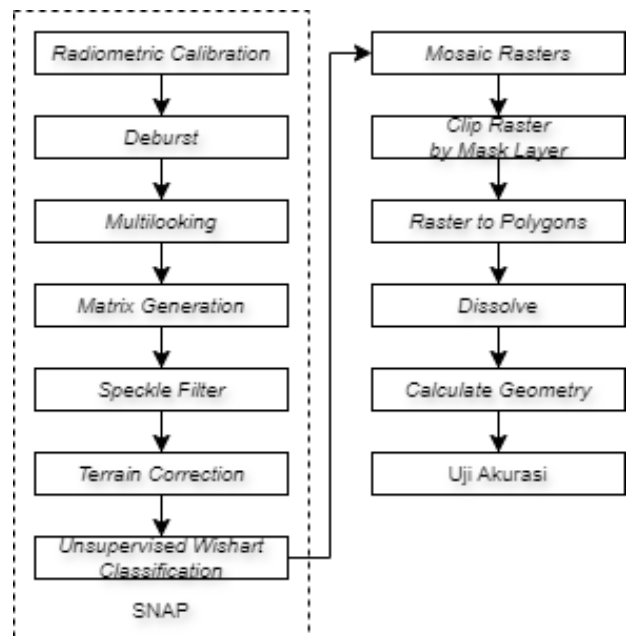 Radiometric Calibration
Deburst
Multilooking
Matrix Generation
Speckle Filter
Terrain Correction
Unsupervised Wishart
Classification
SNAP
Mosaic Rasters
Clip Raster
by Mask Layer
Raster to Polygons
Dissolve
Calculate Geometry
Uji Akurasi